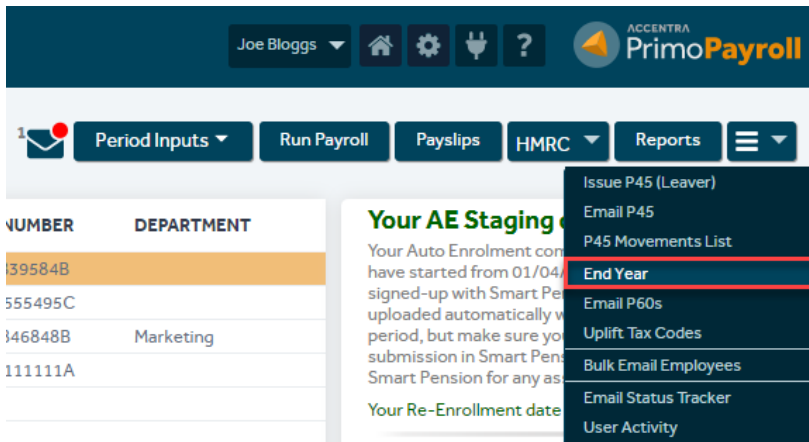 Joe Bloggs
?
ACCENTRA
PrimoPayroll
1
Period Inputs
Run Payroll
Payslips
HMRC
Reports
Issue P45 (Leaver)
Email P45
P45 Movements List
End Year
Email P60s
Uplift Tax Codes
Bulk Email Employees
Email Status Tracker
User Activity
NUMBER DEPARTMENT
339584B
555495C
346848B Marketing
111111A
Your AE Staging
Your Auto Enrolment com
have started from 01/04/
signed-up with Smart Pe
uploaded automatically w
period, but make sure you
submission in Smart Pens
Smart Pension for any ass
Your Re-Enrollment date